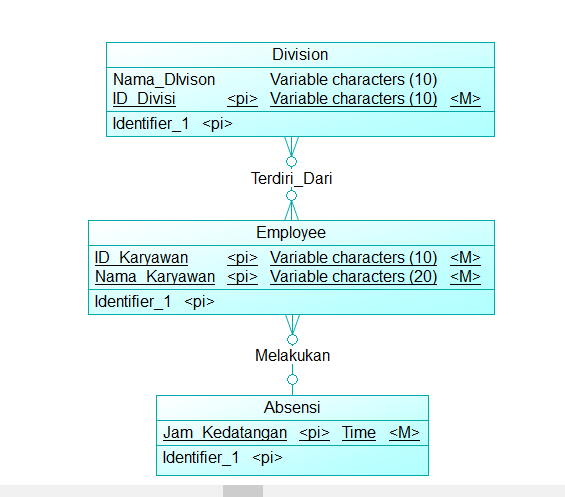 Division
Nama_DIvison Variable characters (10)
ID_Divisi <pi> Variable characters (10) <M>
Identifier_1 <pi>
Terdiri_Dari
Employee
ID_Karyawan <pi> Variable characters (10) <M>
Nama_Karyawan <pi> Variable characters (20) <M>
Identifier_1 <pi>
Melakukan
Absensi
Jam_Kedatangan <pi> Time <M>
Identifier_1 <pi>